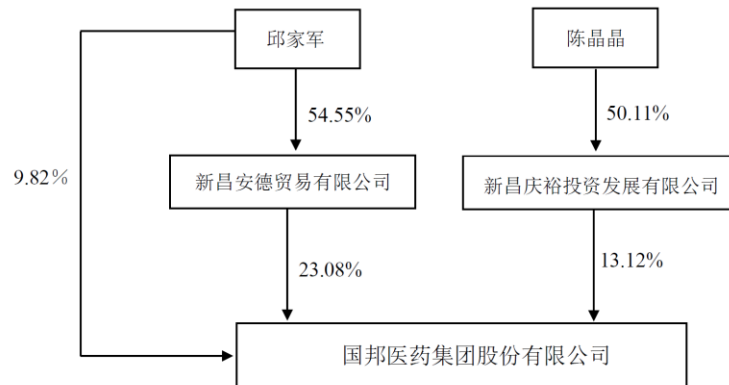 邱家军
陈晶晶
54.55%
50.11%
9.82%
新昌安德贸易有限公司
新昌庆裕投资发展有限公司
23.08%
13.12%
国邦医药集团股份有限公司